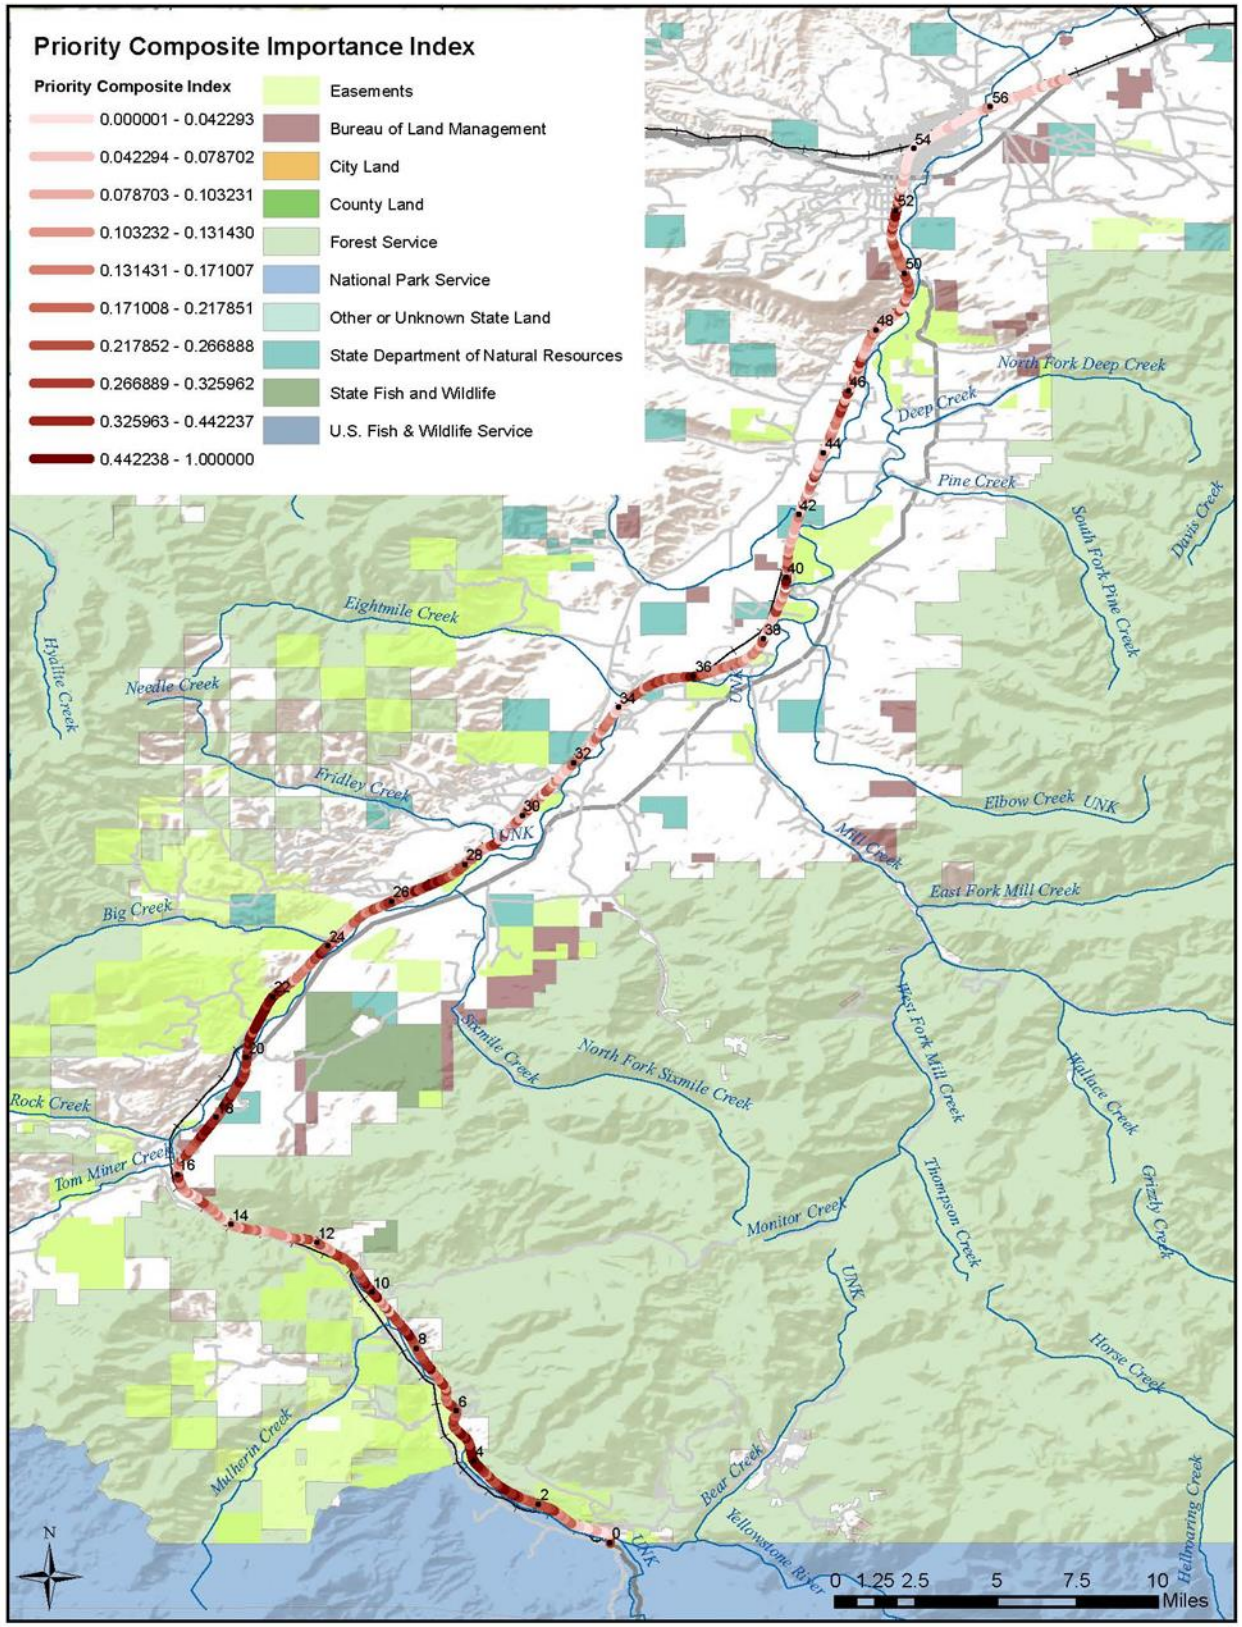 Priority Composite Importance Index
Priority Composite Index
0.000001 - 0.042293
0.042294 - 0.078702
0.078703 - 0.103231
0.103232 - 0.131430
0.131431 - 0.171007
0.171008 - 0.217851
0.217852 - 0.266888
0.266889 - 0.325962
0.325963 - 0.442237
0.442238 - 1.000000
Easements
Bureau of Land Management
City Land
County Land
Forest Service
National Park Service
Other or Unknown State Land
State Department of Natural Resources
State Fish and Wildlife
U.S. Fish & Wildlife Service
56
54
52
50
48
North Fork Deep Creek
46
Deep Creek
44
Pine Creek
42
South Fork Pine Creek
Davis Creek
40
Eightmile Creek
38
Hyalite Creek
36
Needle Creek
UNK
34
32
Fridley Creek
30
Elbow Creek
UNK
UNK
Mill Creek
28
26
East Fork Mill Creek
Big Creek
24
22
West Fork Mill Creek
20
Sixmile Creek
North Fork Sixmile Creek
Wallace Creek
Rock Creek
18
Tom Miner Creek
16
Thompson Creek
Grizzly Creek
14
Monitor Creek
12
10
UNK
8
Horse Creek
6
Mulherin Creek
4
Bear Creek
Hellroaring Creek
2
Yellowstone River
0
UNK
N
0 1.25 2.5 5 7.5 10
Miles